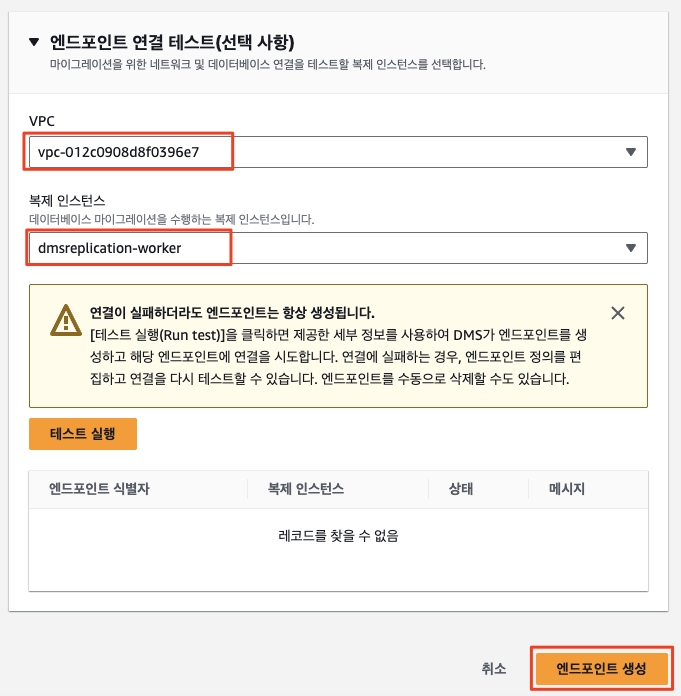 엔드포인트 연결 테스트(선택 사항)
마이그레이션을 위한 네트워크 및 데이터베이스 연결을 테스트할 복제 인스턴스를 선택합니다.
VPC
vpc-012c0908d8f0396e7
복제 인스턴스
데이터베이스 마이그레이션을 수행하는 복제 인스턴스입니다.
dmsreplication-worker
연결이 실패하더라도 엔드포인트는 항상 생성됩니다.
[테스트 실행(Run test)]을 클릭하면 제공한 세부 정보를 사용하여 DMS가 엔드포인트를 생
성하고 해당 엔드포인트에 연결을 시도합니다. 연결에 실패하는 경우, 엔드포인트 정의를 편
집하고 연결을 다시 테스트할 수 있습니다. 엔드포인트를 수동으로 삭제할 수도 있습니다.
테스트 실행
엔드포인트 식별자 복제 인스턴스 상태 메시지
레코드를 찾을 수 없음
취소 엔드포인트 생성